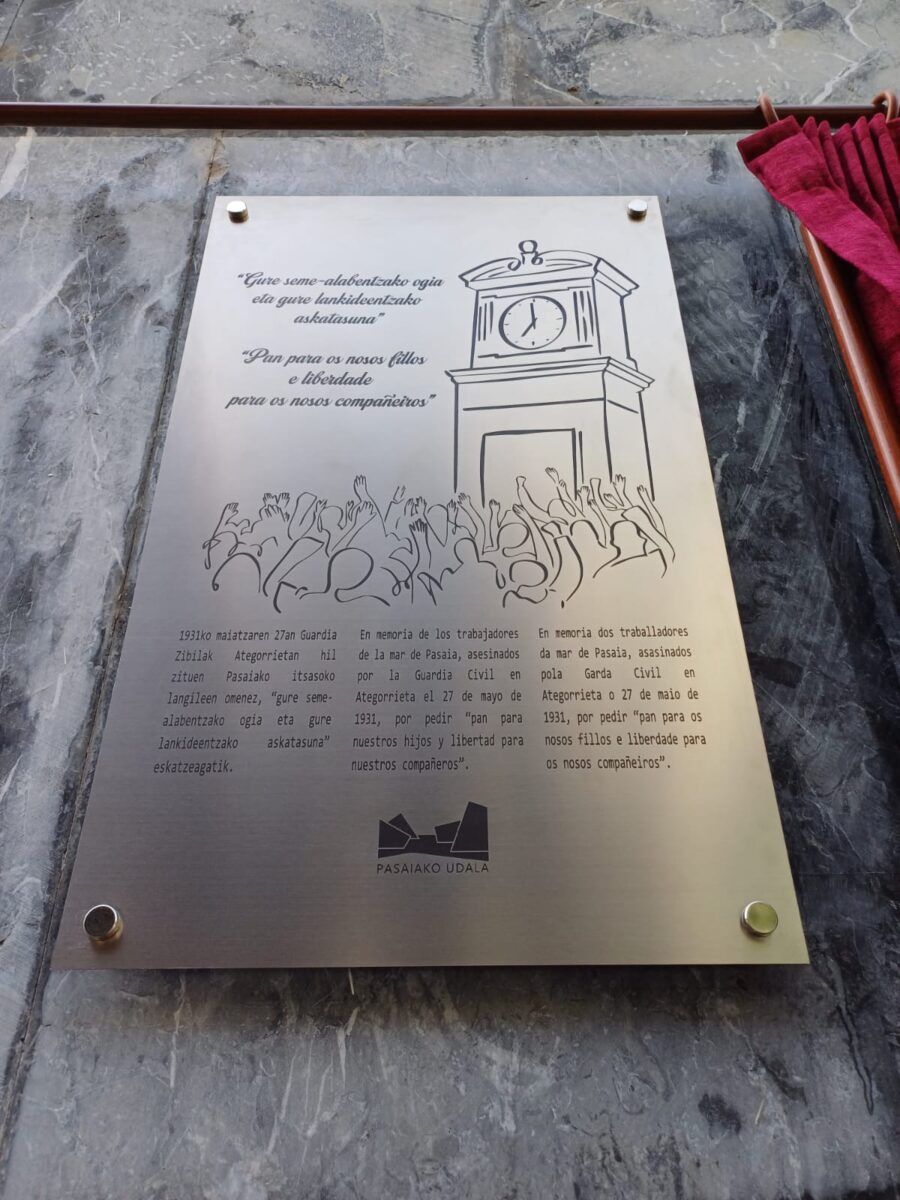 “Gure seme-alabentzako ogia
eta gure lankideentzako
askatasuna”
“Pan para os nosos fillos
e liberdade
para os nosos compañeiros”
1931ko maiatzaren 27an Guardia
Zibilak Ategorrietan hil
zituen Pasaiako itsasoko
langileen omenez, “gure seme-
alabentzako ogia eta gure
lankideentzako askatasuna”
eskatzeagatik.
En memoria de los trabajadores
de la mar de Pasaia, asesinados
por la Guardia Civil en
Ategorrieta el 27 de mayo de
1931, por pedir “pan para
nuestros hijos y libertad para
nuestros compañeros”.
En memoria dos traballadores
da mar de Pasaia, asasinados
pola Garda Civil en
Ategorrieta o 27 de maio de
1931, por pedir “pan para os
nosos fillos e liberdade para
os nosos compañeiros”.
PASAIAKO UDALA